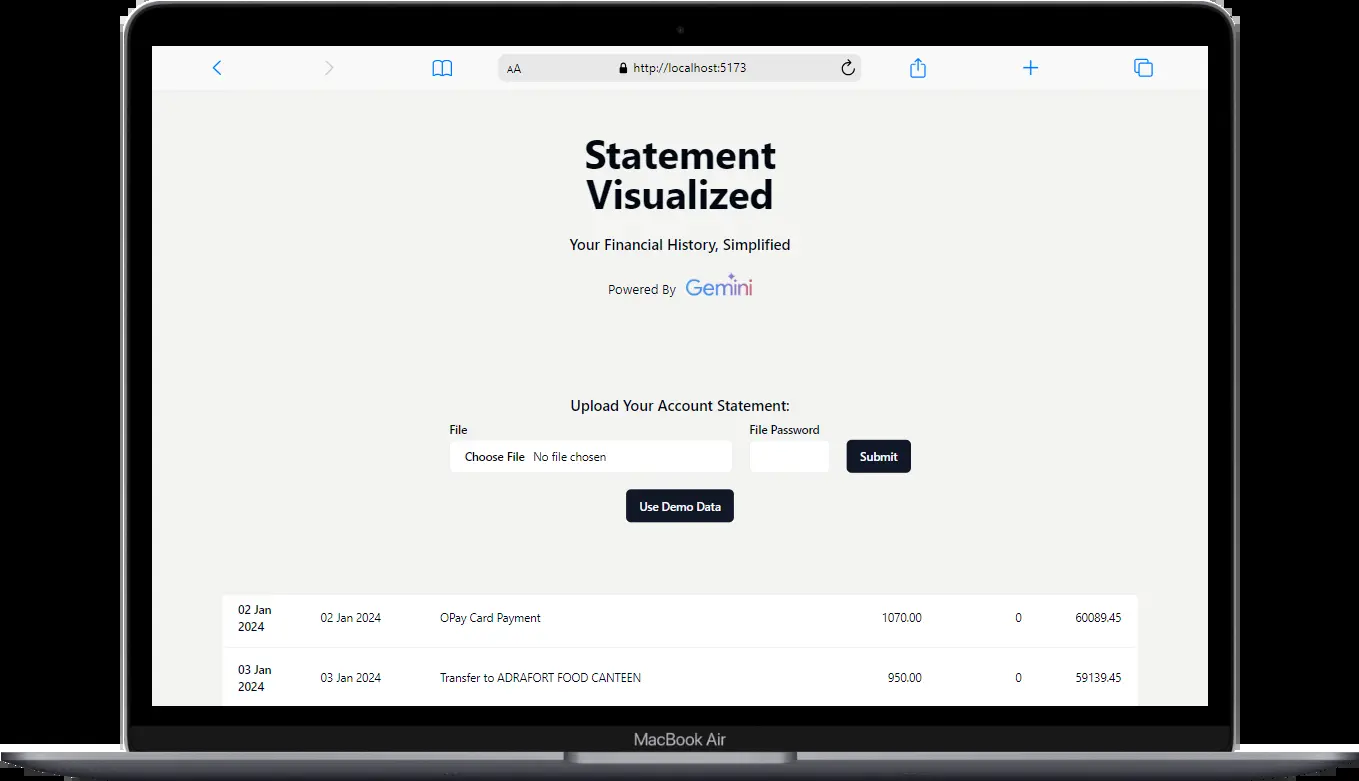 AA http://localhost:5173
Statement
Visualized
Your Financial History, Simplified
Powered By Gemini
Upload Your Account Statement:
File File Password
Choose File No file chosen Submit
Use Demo Data
02 Jan
2024 02 Jan 2024 OPay Card Payment 1070.00 0 60089.45
03 Jan
2024 03 Jan 2024 Transfer to ADRAFORT FOOD CANTEEN 950.00 0 59139.45
MacBook Air